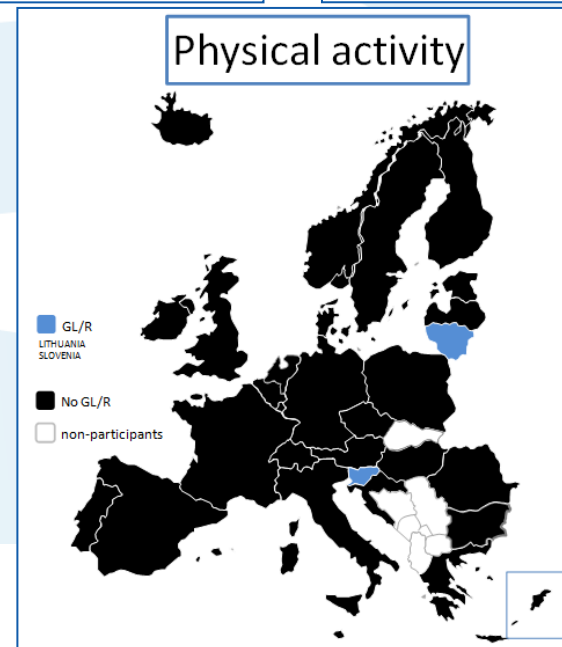 Physical activity
GL/R
LITHUANIA
SLOVENIA
No GL/R
non-participants